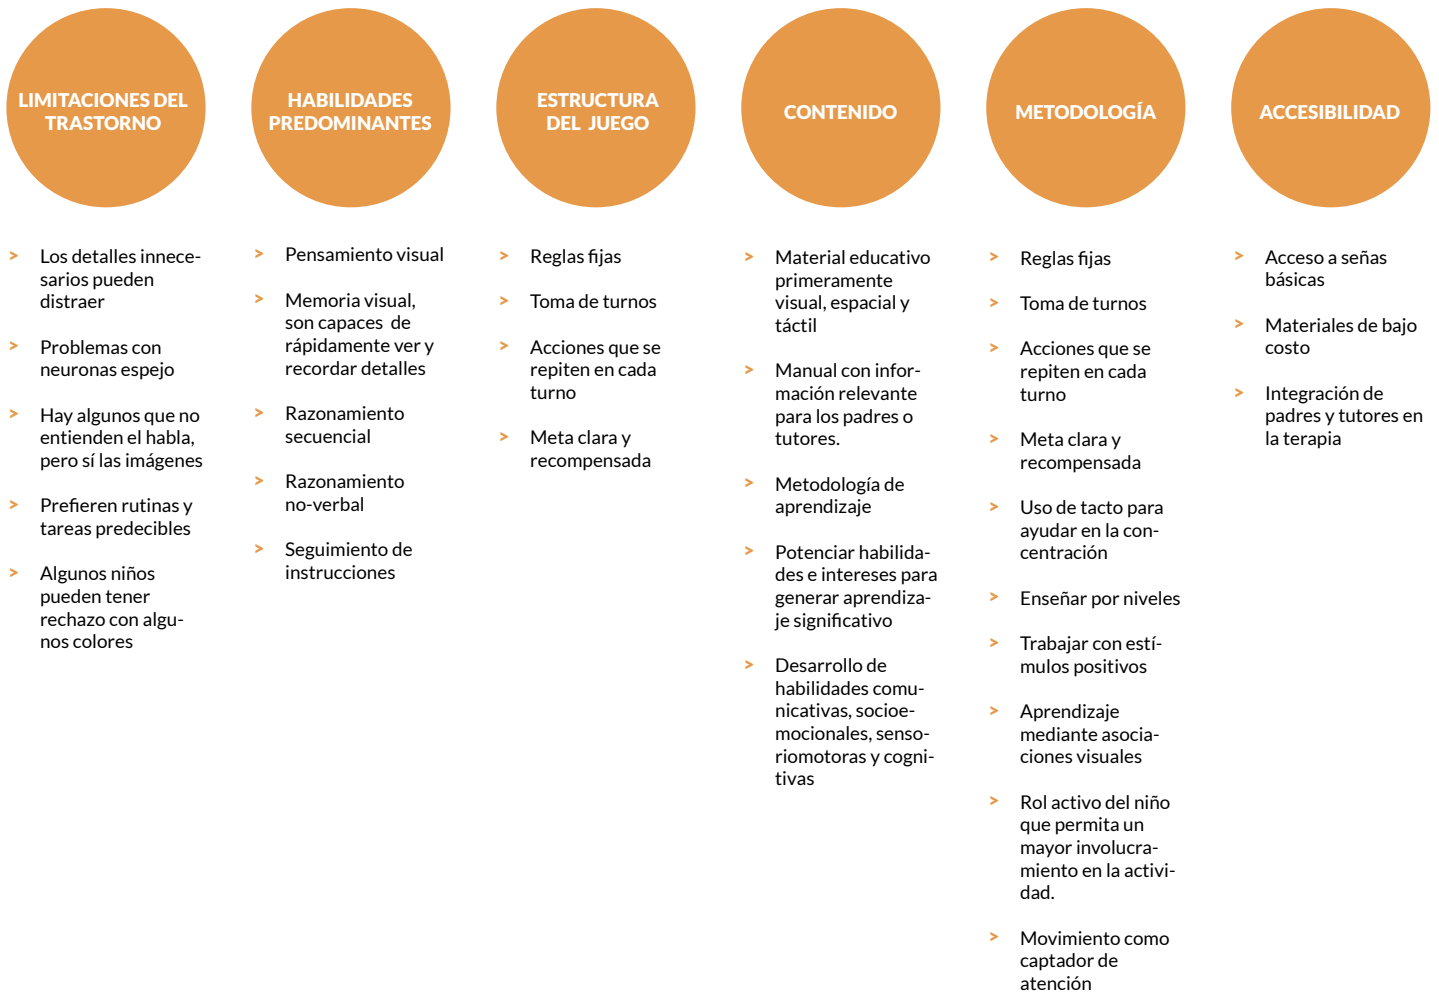 LIMITACIONES DEL
TRASTORNO
> Los detalles innece-
sarios pueden
distraer
> Problemas con
neuronas espejo
> Hay algunos que no
entienden el habla,
pero sí las imágenes
> Prefieren rutinas y
tareas predecibles
> Algunos niños
pueden tener
rechazo con algu-
nos colores
HABILIDADES
PREDOMINANTES
> Pensamiento visual
> Memoria visual,
son capaces de
rápidamente ver y
recordar detalles
> Razonamiento
secuencial
> Razonamiento
no-verbal
> Seguimiento de
instrucciones
ESTRUCTURA
DEL JUEGO
> Reglas fijas
> Toma de turnos
> Acciones que se
repiten en cada
turno
> Meta clara y
recompensada
CONTENIDO
> Material educativo
primeramente
visual, espacial y
táctil
> Manual con infor-
mación relevante
para los padres o
tutores.
> Metodología de
aprendizaje
> Potenciar habilida-
des e intereses para
generar aprendiza-
je significativo
> Desarrollo de
habilidades comu-
nicativas, socioe-
mocionales, senso-
riomotoras y cogni-
tivas
METODOLOGÍA
> Reglas fijas
> Toma de turnos
> Acciones que se
repiten en cada
turno
> Meta clara y
recompensada
> Uso de tacto para
ayudar en la con-
centración
> Enseñar por niveles
> Trabajar con estí-
mulos positivos
> Aprendizaje
mediante asocia-
ciones visuales
> Rol activo del niño
que permita un
mayor involucra-
miento en la activi-
dad.
> Movimiento como
captador de
atención
ACCESIBILIDAD
> Acceso a señas
básicas
> Materiales de bajo
costo
> Integración de
padres y tutores en
la terapia